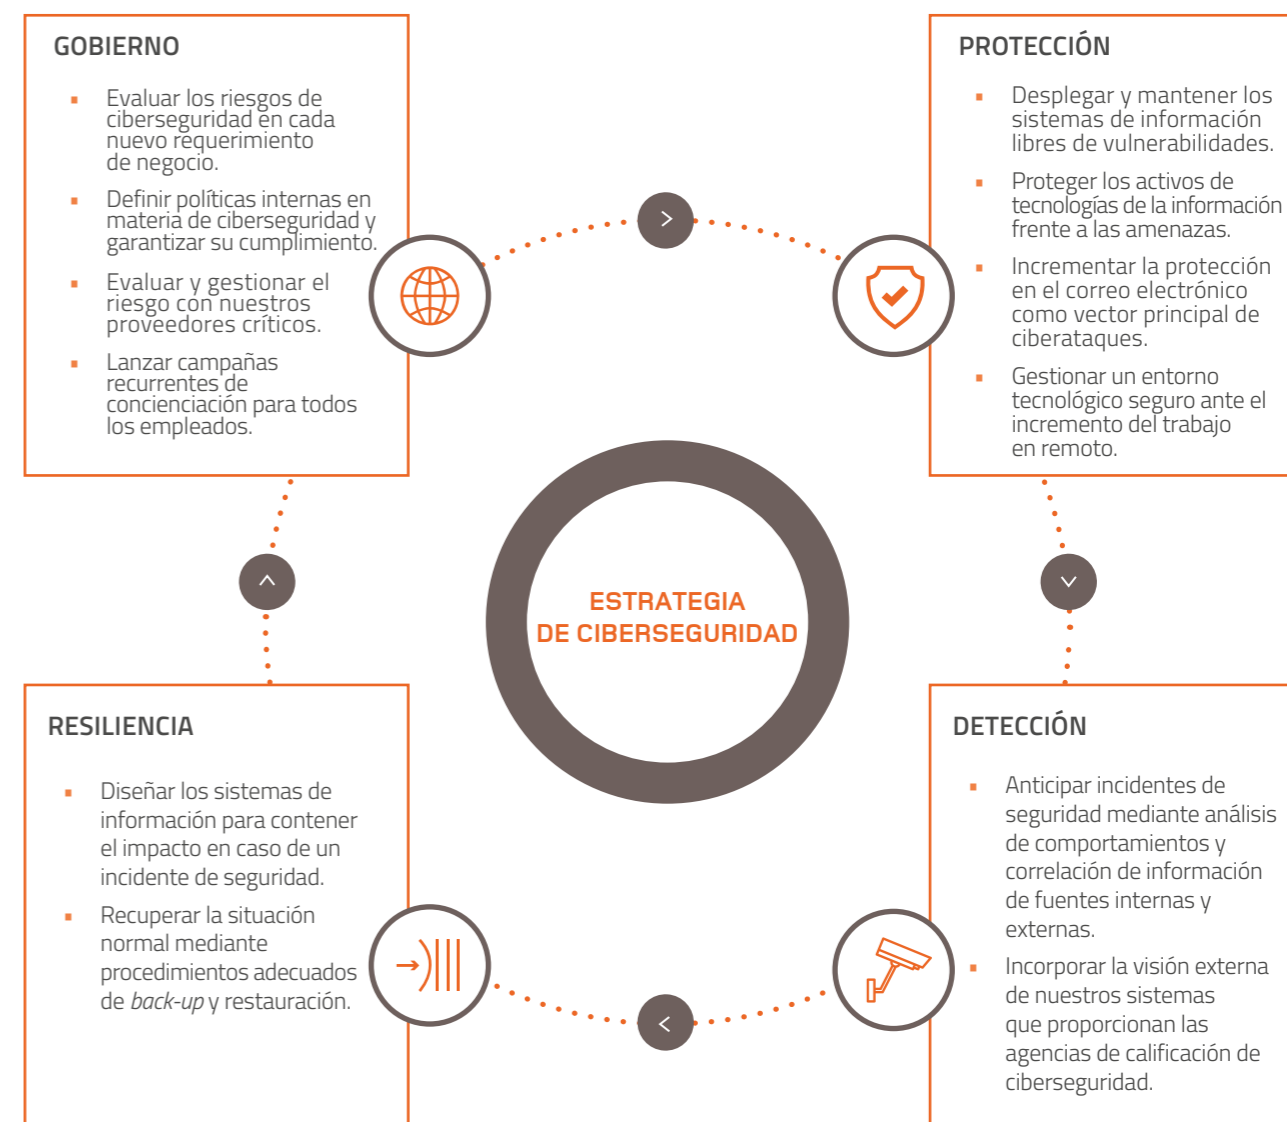 GOBIERNO
Evaluar los riesgos de
ciberseguridad en cada
nuevo requerimiento
de negocio.
Definir políticas internas en
materia de ciberseguridad y
garantizar su cumplimiento.
Evaluar y gestionar el
riesgo con nuestros
proveedores críticos.
Lanzar campañas
recurrentes de
concienciación para todos
los empleados.
PROTECCIÓN
Desplegar y mantener los
sistemas de información
libres de vulnerabilidades.
Proteger los activos de
tecnologías de la información
frente a las amenazas.
Incrementar la protección
en el correo electrónico
como vector principal de
ciberataques.
Gestionar un entorno
tecnológico seguro ante el
incremento del trabajo
en remoto.
ESTRATEGIA
DE CIBERSEGURIDAD
RESILIENCIA
Diseñar los sistemas de
información para contener
el impacto en caso de un
incidente de seguridad.
Recuperar la situación
normal mediante
procedimientos adecuados
de back-up y restauración.
DETECCIÓN
Anticipar incidentes de
seguridad mediante análisis
de comportamientos y
correlación de información
de fuentes internas y
externas.
Incorporar la visión externa
de nuestros sistemas
que proporcionan las
agencias de calificación de
ciberseguridad.